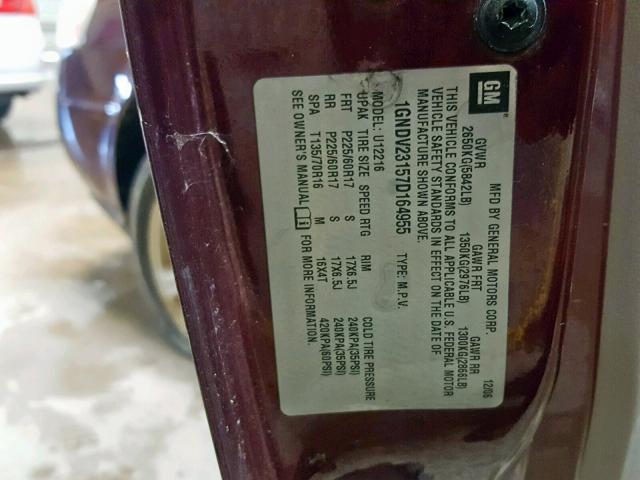 GM
MFD BY GENERAL MOTORS CORP. 12/06
GVWR GAWR FRT GAWR RR
2650KG(5842LB) 1350KG(2976LB) 1300KG(2866LB)
THIS VEHICLE CONFORMS TO ALL APPLICABLE U.S. FEDERAL MOTOR
VEHICLE SAFETY STANDARDS IN EFFECT ON THE DATE OF
MANUFACTURE SHOWN ABOVE.
1GNDV23157D164955 TYPE: M.P.V.
MODEL: U12216
UPAK TIRE SIZE SPEED RTG RIM COLD TIRE PRESSURE
FRT P225/60R17 S 17X6.5J 240KPA(35PSI)
RR P225/60R17 S 17X6.5J 240KPA(35PSI)
SPA T135/70R16 M 16X4T 420KPA(60PSI)
SEE OWNER'S MANUAL FOR MORE INFORMATION.